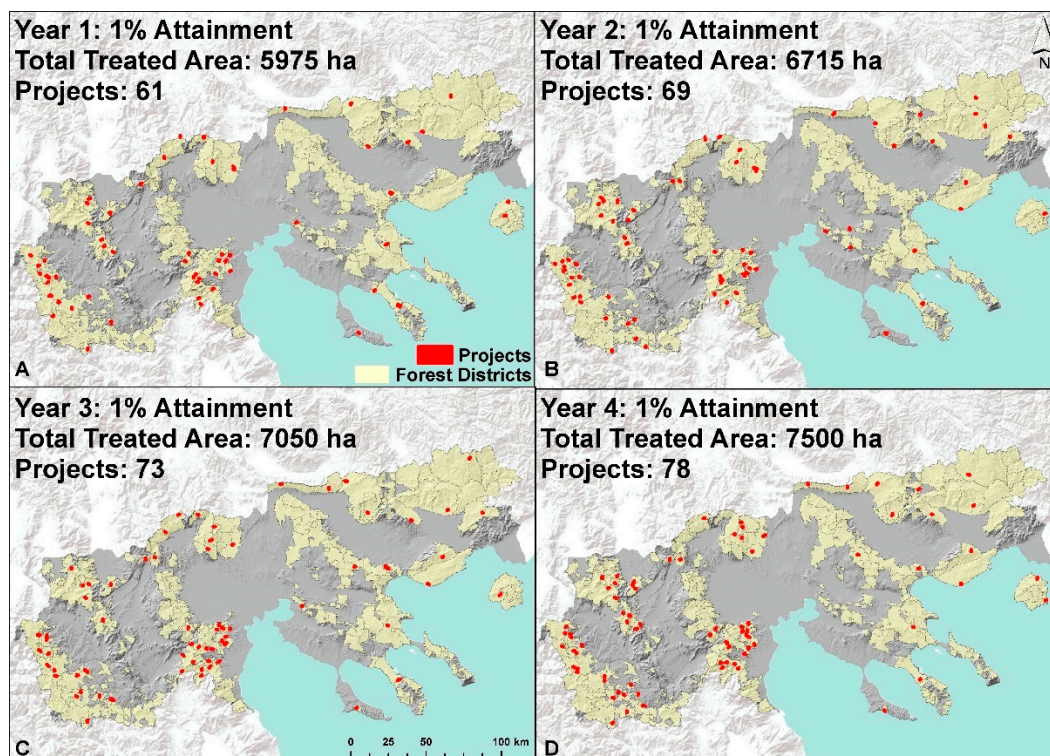 Year 1: 1% Attainment
Total Treated Area: 5975 ha
Projects: 61
Projects
Forest Districts
A
Year 2: 1% Attainment
Total Treated Area: 6715 ha
Projects: 69
N
B
Year 3: 1% Attainment
Total Treated Area: 7050 ha
Projects: 73
0 25 50 100 km
C
Year 4: 1% Attainment
Total Treated Area: 7500 ha
Projects: 78
D